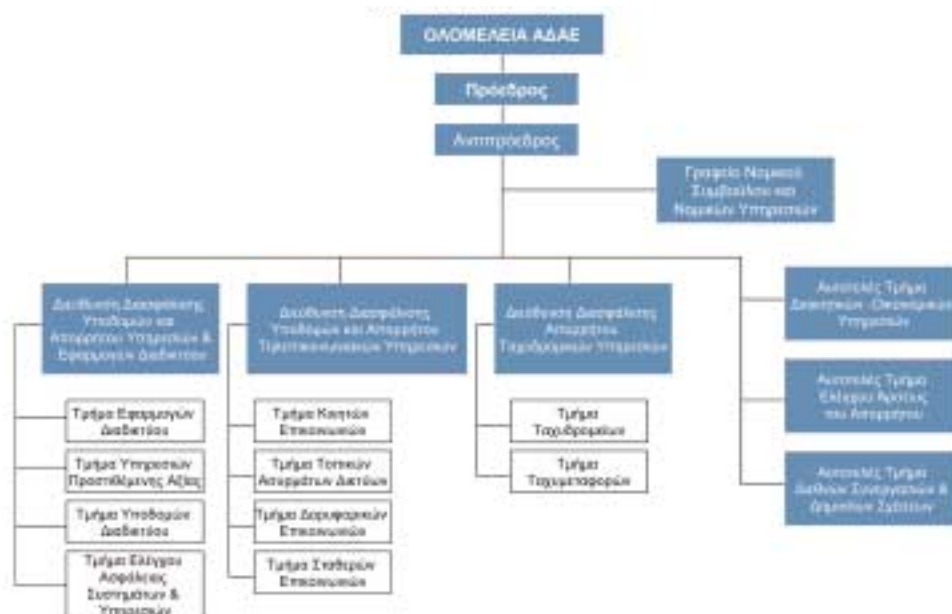 ΟΛΟΜΕΛΕΙΑ ΑΔΑΕ
Πρόεδρος
Αντιπρόεδρος
Γραφείο Νομικού
Συμβούλου και
Νομικών Υπηρεσιών
Διεύθυνση Διασφάλισης
Υποδομών και
Απορρήτου Υπηρεσιών &
Εφαρμογών Διαδικτύου
Τμήμα Εφαρμογών
Διαδικτύου
Τμήμα Υπηρεσιών
Προστιθέμενης Αξίας
Τμήμα Υποδομών
Διαδικτύου
Τμήμα Ελέγχου
Ασφάλειας
Συστημάτων &
Υπηρεσιών
Διεύθυνση Διασφάλισης
Υποδομών και Απορρήτου
Τηλεπικοινωνιακών Υπηρεσιών
Τμήμα Κινητών
Επικοινωνιών
Τμήμα Τοπικών
Ασυρμάτων Δικτύων
Τμήμα Δορυφορικών
Επικοινωνιών
Τμήμα Σταθερών
Επικοινωνιών
Διεύθυνση Διασφάλισης
Απορρήτου
Ταχυδρομικών Υπηρεσιών
Τμήμα
Ταχυδρομείων
Τμήμα
Ταχυμεταφορών
Αυτοτελές Τμήμα
Διοικητικών -Οικονομικών
Υπηρεσιών
Αυτοτελές Τμήμα
Ελέγχου Άρσεως
του Απορρήτου
Αυτοτελές Τμήμα
Διεθνών Συνεργασιών &
Δημοσίων Σχέσεων